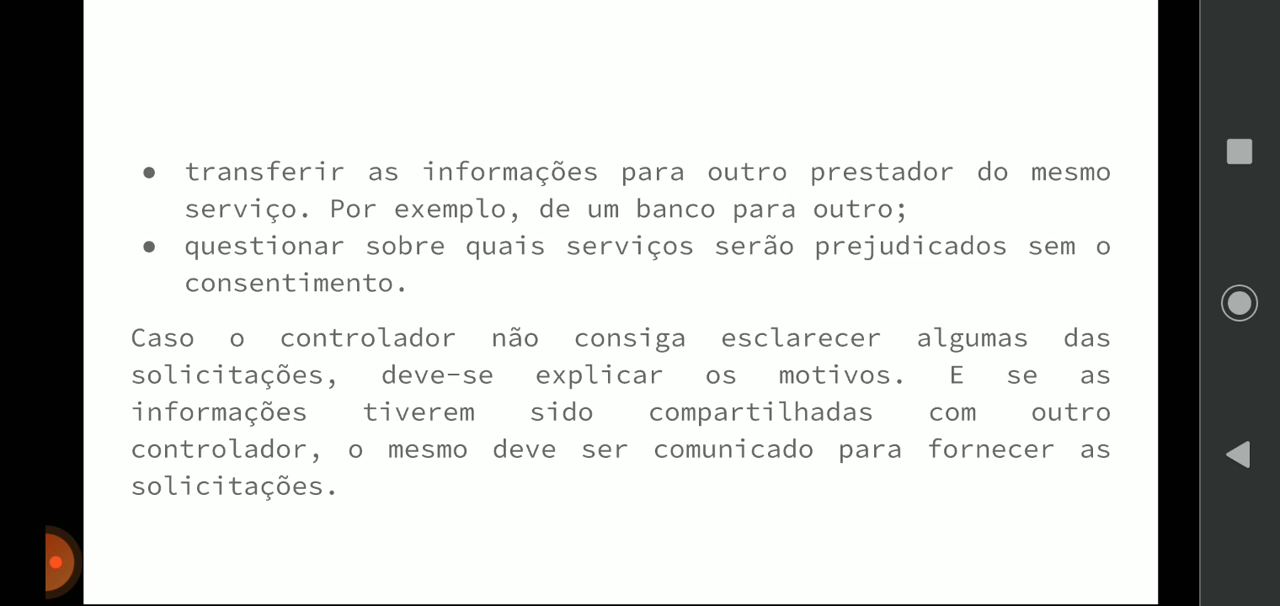 ● transferir as informações para outro prestador do mesmo
serviço. Por exemplo, de um banco para outro;
● questionar sobre quais serviços serão prejudicados sem o
consentimento.
Caso o controlador não consiga esclarecer algumas das
solicitações, deve-se explicar os motivos. E se as
informações tiverem sido compartilhadas com outro
controlador, o mesmo deve ser comunicado para fornecer as
solicitações.